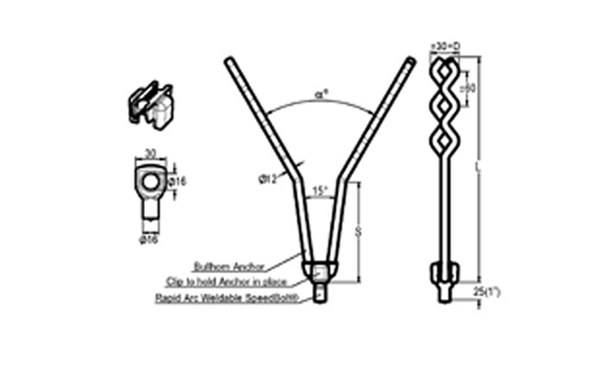 ±30=D
±60
α°
30
Ø16
Ø12
15°
L
S
Ø16
Bullhorn Anchor
Clip to hold Anchor in place
Rapid Arc Weldable SpeedBolt®
25(1")